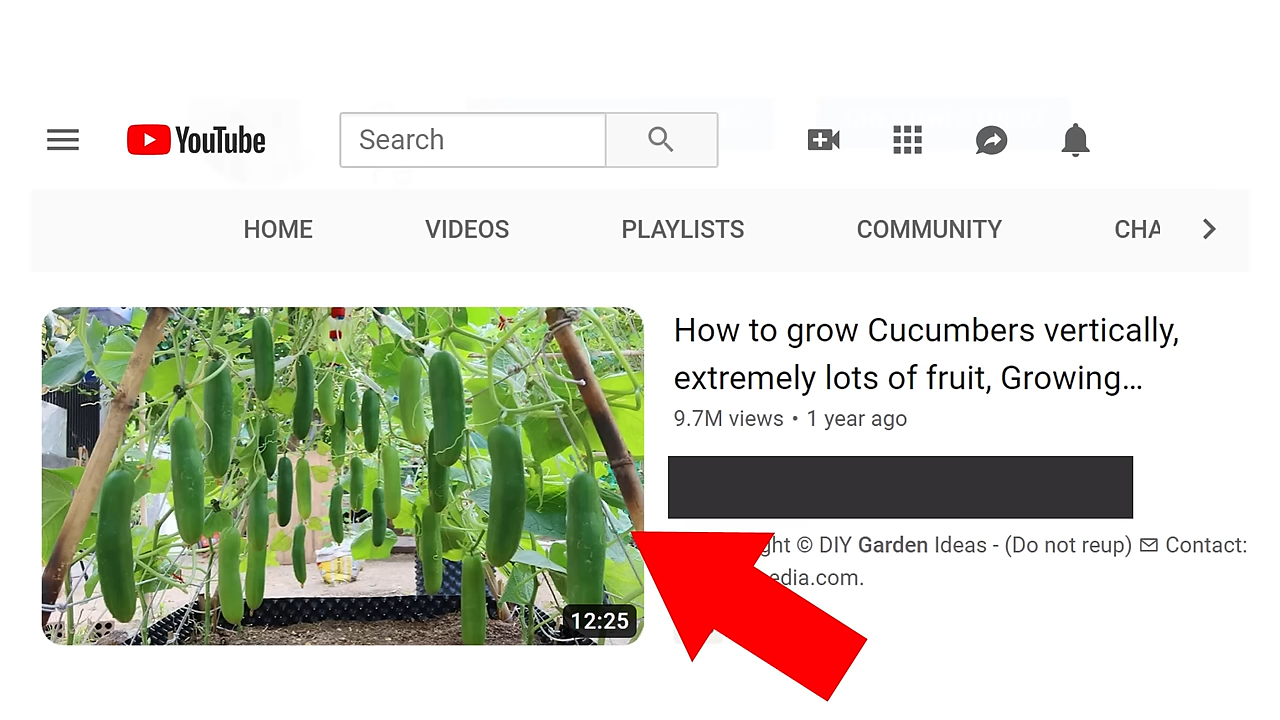 YouTube
Search
HOME VIDEOS PLAYLISTS COMMUNITY CHA
How to grow Cucumbers vertically,
extremely lots of fruit, Growing…
9.7M views • 1 year ago
ght © DIY Garden Ideas - (Do not reup) ✉ Contact:
edia.com.
12:25